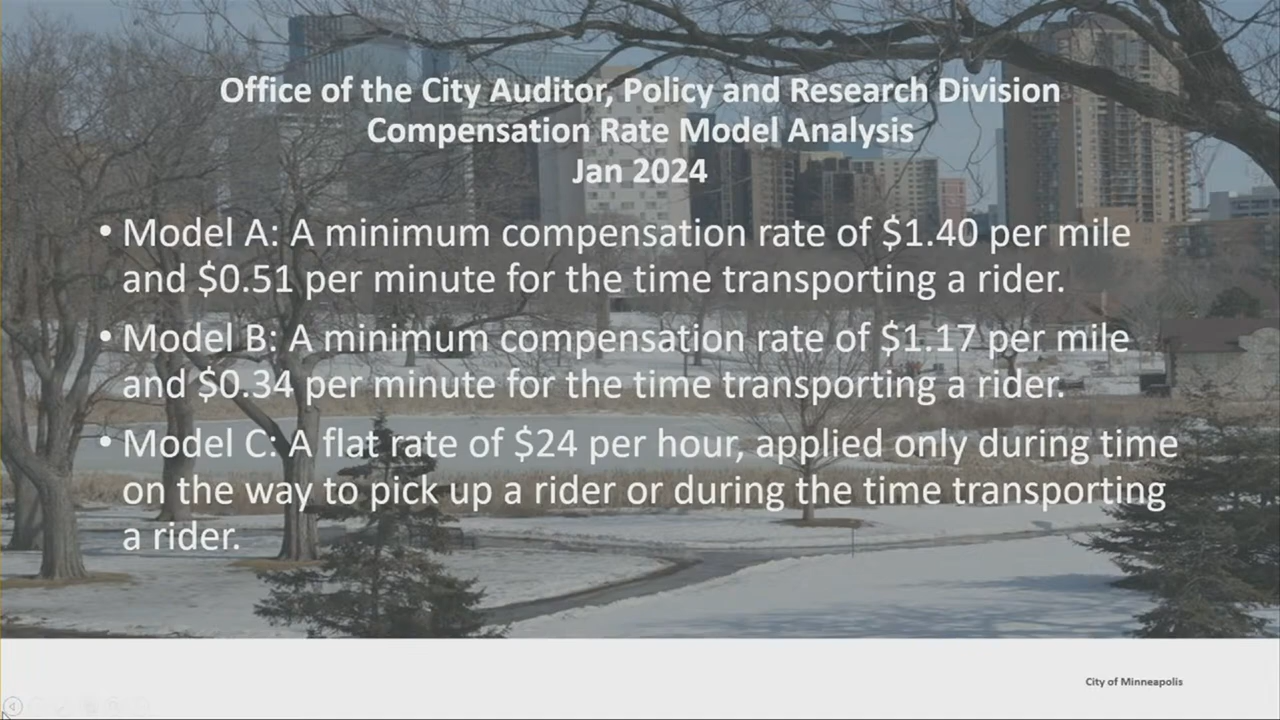 Office of the City Auditor, Policy and Research Division
Compensation Rate Model Analysis
Jan 2024
• Model A: A minimum compensation rate of $1.40 per mile
and $0.51 per minute for the time transporting a rider.
• Model B: A minimum compensation rate of $1.17 per mile
and $0.34 per minute for the time transporting a rider.
• Model C: A flat rate of $24 per hour, applied only during time
on the way to pick up a rider or during the time transporting
a rider.
City of Minneapolis